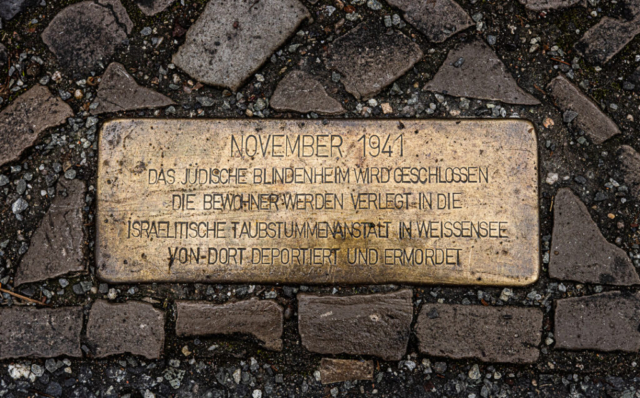 NOVEMBER 1941
DAS JÜDISCHE BLINDENHEIM WIRD GESCHLOSSEN
DIE BEWOHNER WERDEN VERLEGT IN DIE
ISRAELITISCHE TAUBSTUMMENANSTALT IN WEISSENSEE
VON DORT DEPORTIERT UND ERMORDET